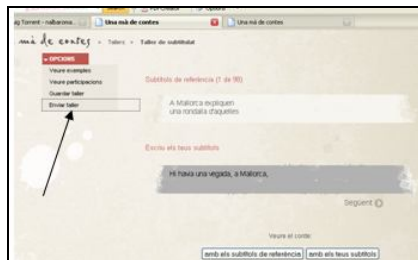 Una mà de contes
Una mà de contes
mà de contes › Tallers › Taller de subtitulat
OPCIONS
Veure exemples
Veure participacions
Guardar taller
Enviar taller
Subtítols de referència (1 de 98)
A Mallorca expliquen
una rondalla d'aquelles
Escriu els teus subtítols
Hi havia una vegada, a Mallorca,
Següent
Veure el conte:
amb els subtítols de referència
amb els teus subtítols